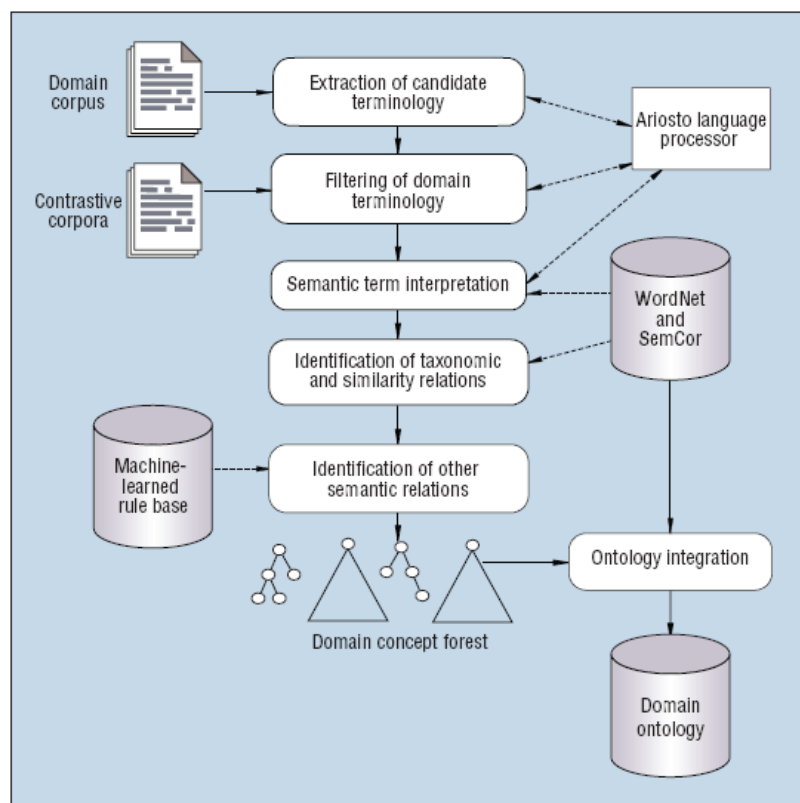 Domain
corpus
Extraction of candidate
terminology
Ariosto language
processor
Contrastive
corpora
Filtering of domain
terminology
Semantic term interpretation
WordNet
and
SemCor
Identification of taxonomic
and similarity relations
Machine-
learned
rule base
Identification of other
semantic relations
Ontology integration
Domain concept forest
Domain
ontology